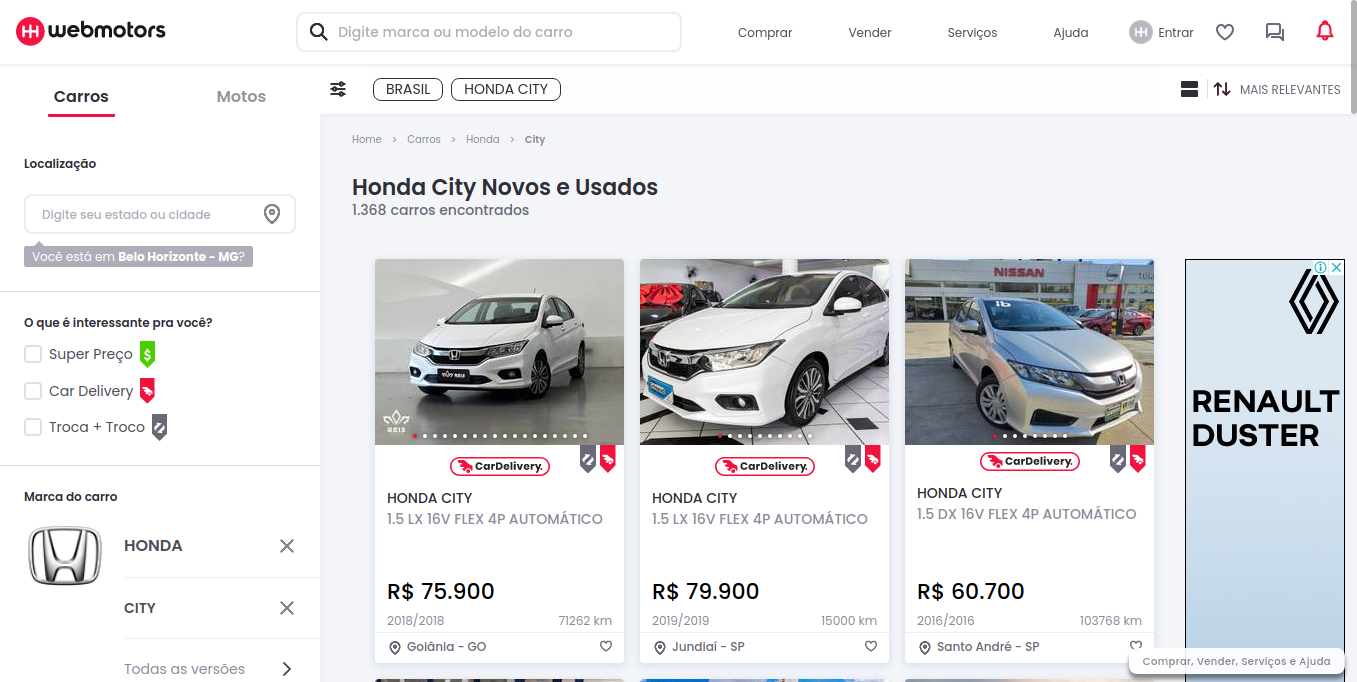 webmotors
Digite marca ou modelo do carro
Comprar
Vender
Serviços
Ajuda
Entrar
Carros
Motos
BRASIL
HONDA CITY
MAIS RELEVANTES
Localização
Digite seu estado ou cidade
Você está em Belo Horizonte - MG?
O que é interessante pra você?
Super Preço
$
Car Delivery
Troca + Troco
Marca do carro
HONDA
CITY
Todas as versões
Home > Carros > Honda > City
Honda City Novos e Usados
1.368 carros encontrados
REIS
CarDelivery.
HONDA CITY
1.5 LX 16V FLEX 4P AUTOMÁTICO
R$ 75.900
2018/2018 71262 km
Goiânia - GO
CarDelivery.
HONDA CITY
1.5 LX 16V FLEX 4P AUTOMÁTICO
R$ 79.900
2019/2019 15000 km
Jundiaí - SP
NISSAN
16
CarDelivery.
HONDA CITY
1.5 DX 16V FLEX 4P AUTOMÁTICO
R$ 60.700
2016/2016 103768 km
Santo André - SP
RENAULT
DUSTER
Comprar, Vender, Serviços e Ajuda